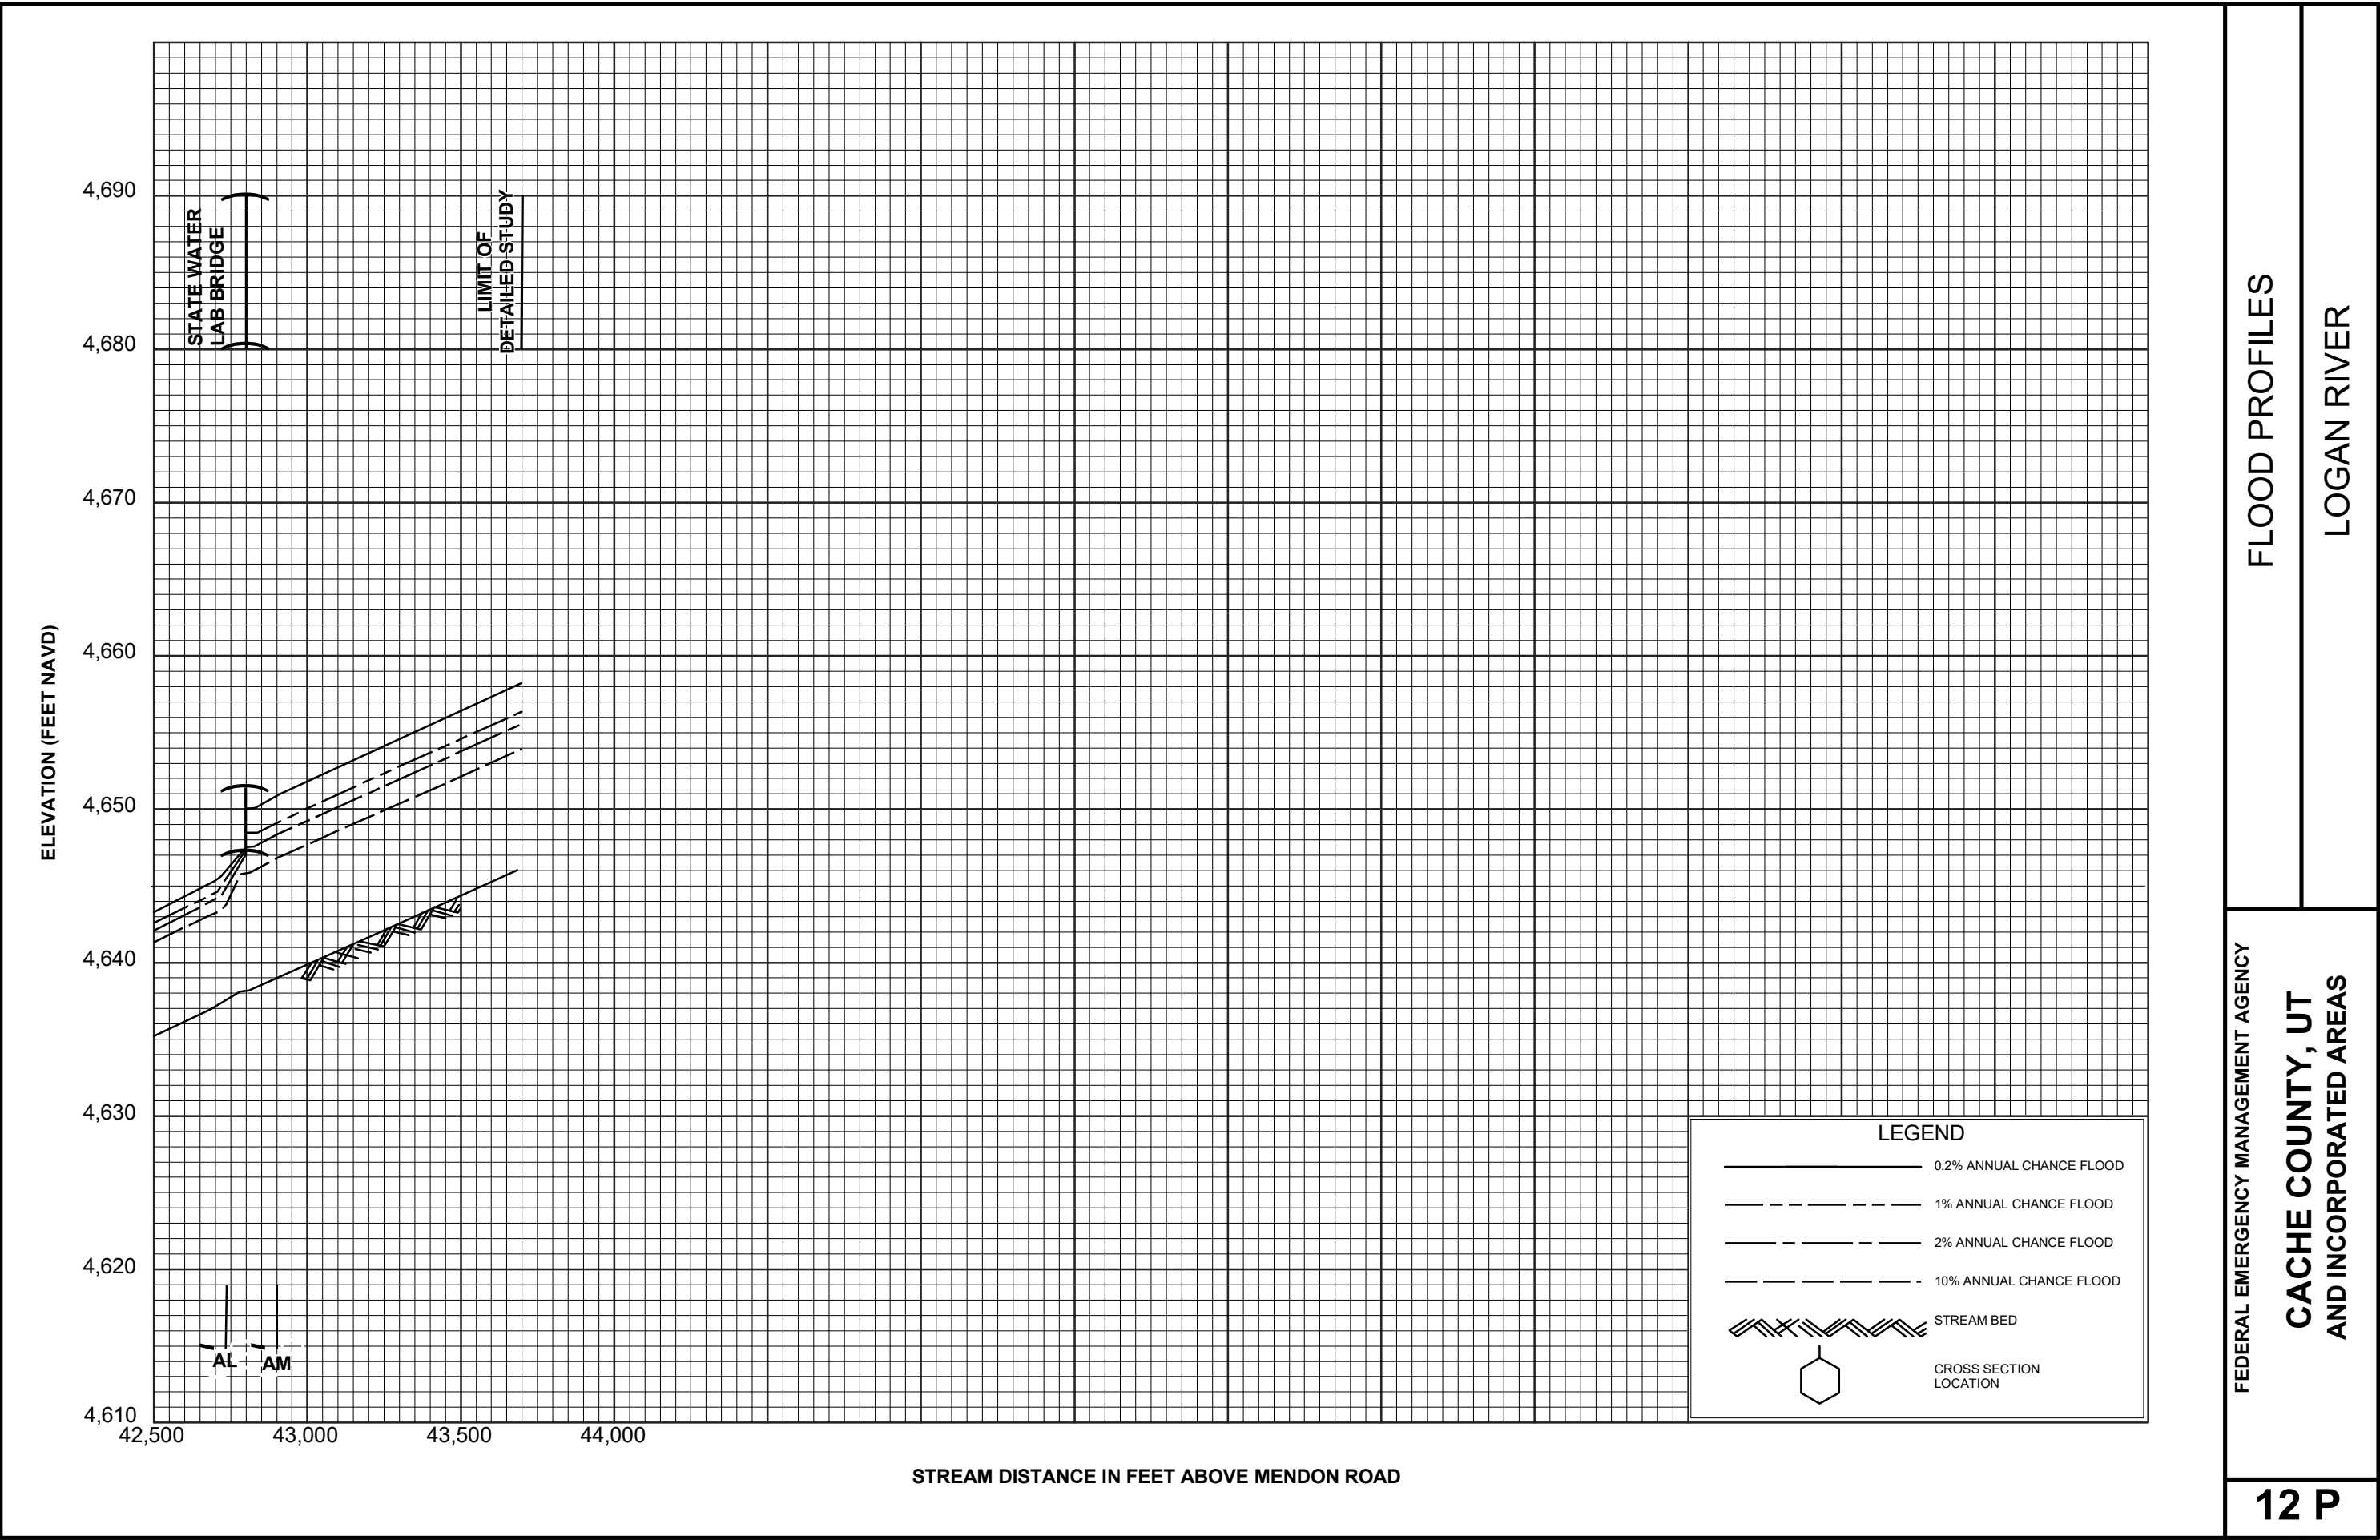 4,690
4,680
4,670
4,660
4,650
4,640
4,630
4,620
4,610
ELEVATION (FEET NAVD)
STATE WATER
LAB BRIDGE
LIMIT OF
DETAILED STUDY
AL
AM
42,500
43,000
43,500
44,000
STREAM DISTANCE IN FEET ABOVE MENDON ROAD
LEGEND
0.2% ANNUAL CHANCE FLOOD
1% ANNUAL CHANCE FLOOD
2% ANNUAL CHANCE FLOOD
10% ANNUAL CHANCE FLOOD
STREAM BED
CROSS SECTION
LOCATION
FLOOD PROFILES
LOGAN RIVER
FEDERAL EMERGENCY MANAGEMENT AGENCY
CACHE COUNTY, UT
AND INCORPORATED AREAS
12 P